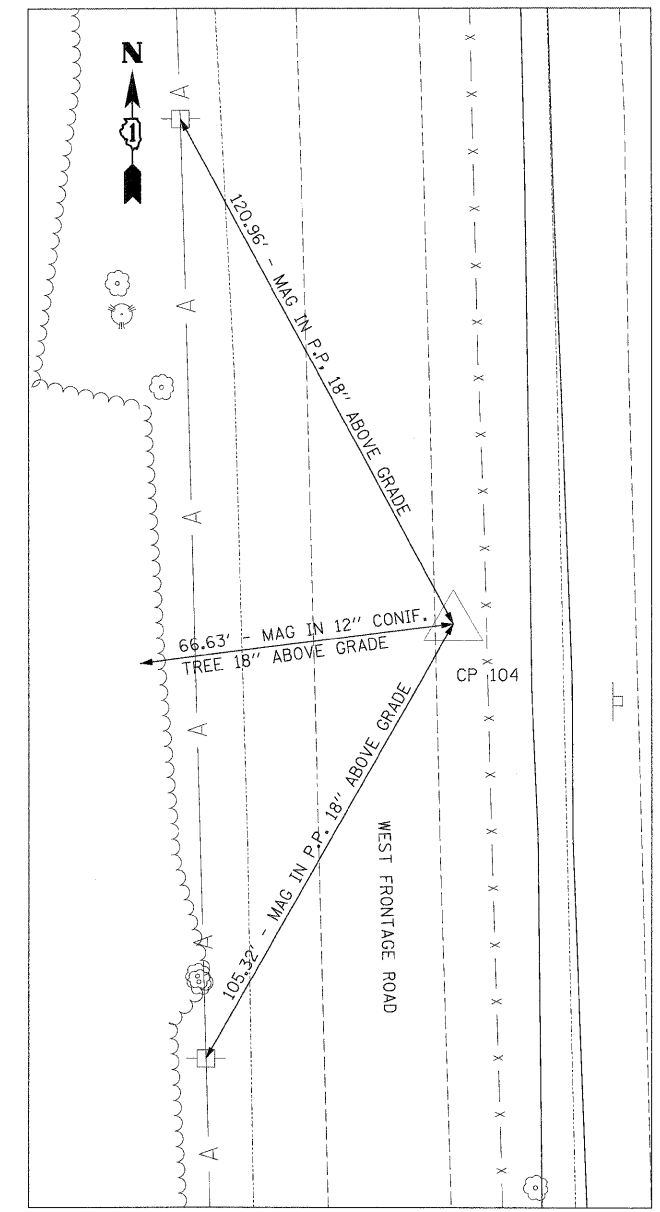 N
1
A
120.96' - MAG IN P.P. 18" ABOVE GRADE
A
A
66.63' - MAG IN 12" CONIF.
TREE 18" ABOVE GRADE
CP 104
A
105.32' - MAG IN P.P. 18" ABOVE GRADE
WEST FRONTAGE ROAD
A
A